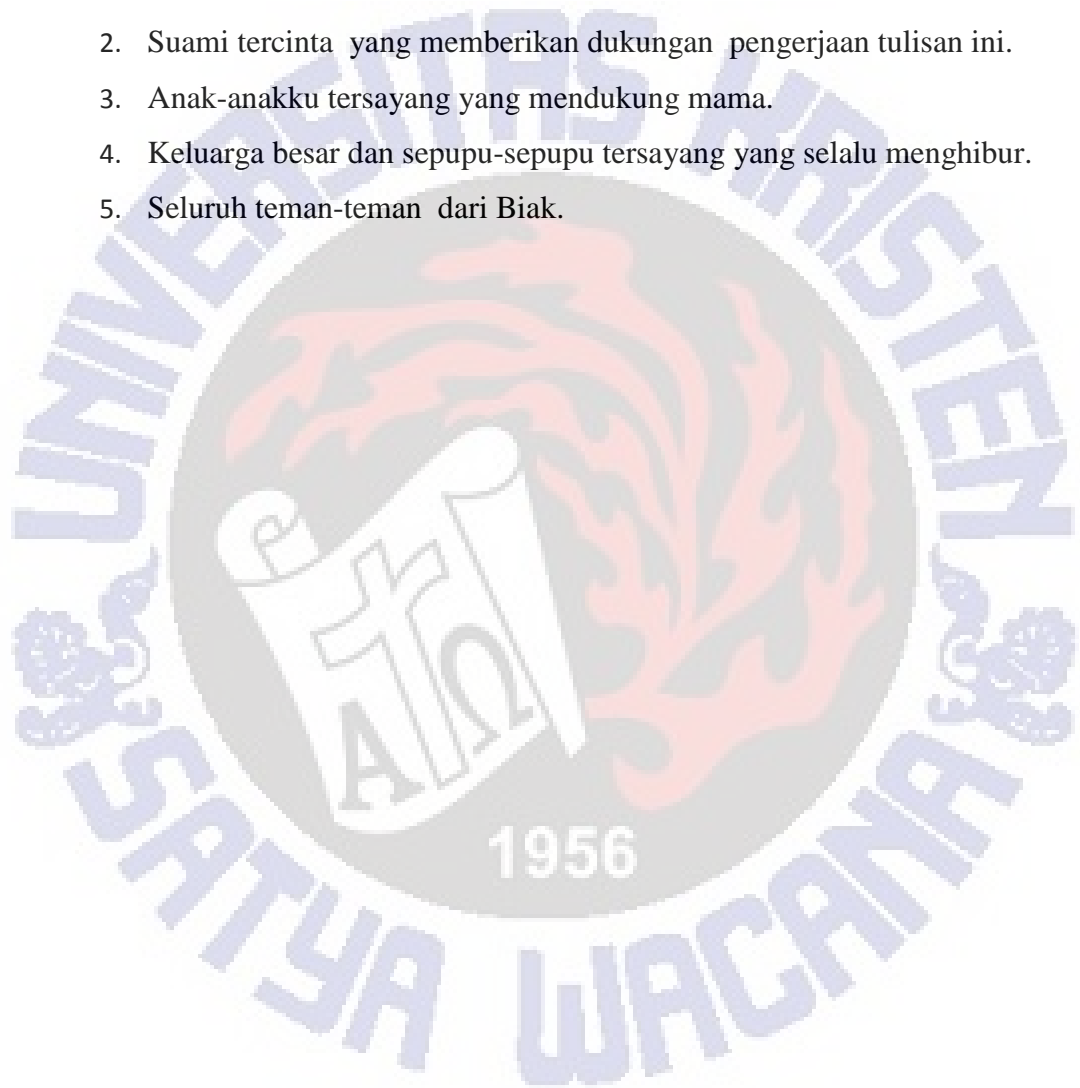 2. Suami tercinta yang memberikan dukungan pengerjaan tulisan ini.
3. Anak-anakku tersayang yang mendukung mama.
4. Keluarga besar dan sepupu-sepupu tersayang yang selalu menghibur.
5. Seluruh teman-teman dari Biak.
UNIVERSITAS KRISTEN
Α Ω
1956
SATYA WACANA